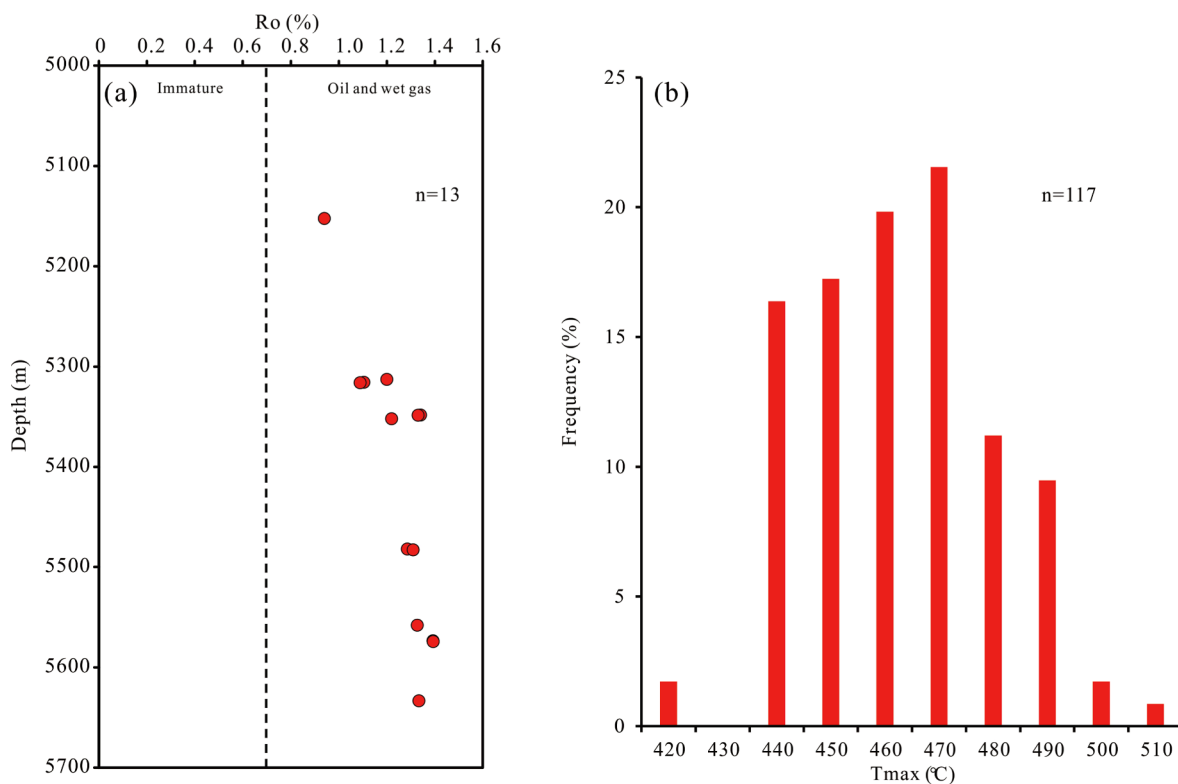 Ro (%)
0 0.2 0.4 0.6 0.8 1.0 1.2 1.4 1.6
(a) Immature Oil and wet gas
n=13
5000
5100
5200
5300
5400
5500
5600
5700
Depth (m)
(b)
n=117
25
20
15
10
5
0
Frequency (%)
420 430 440 450 460 470 480 490 500 510
Tmax (℃)